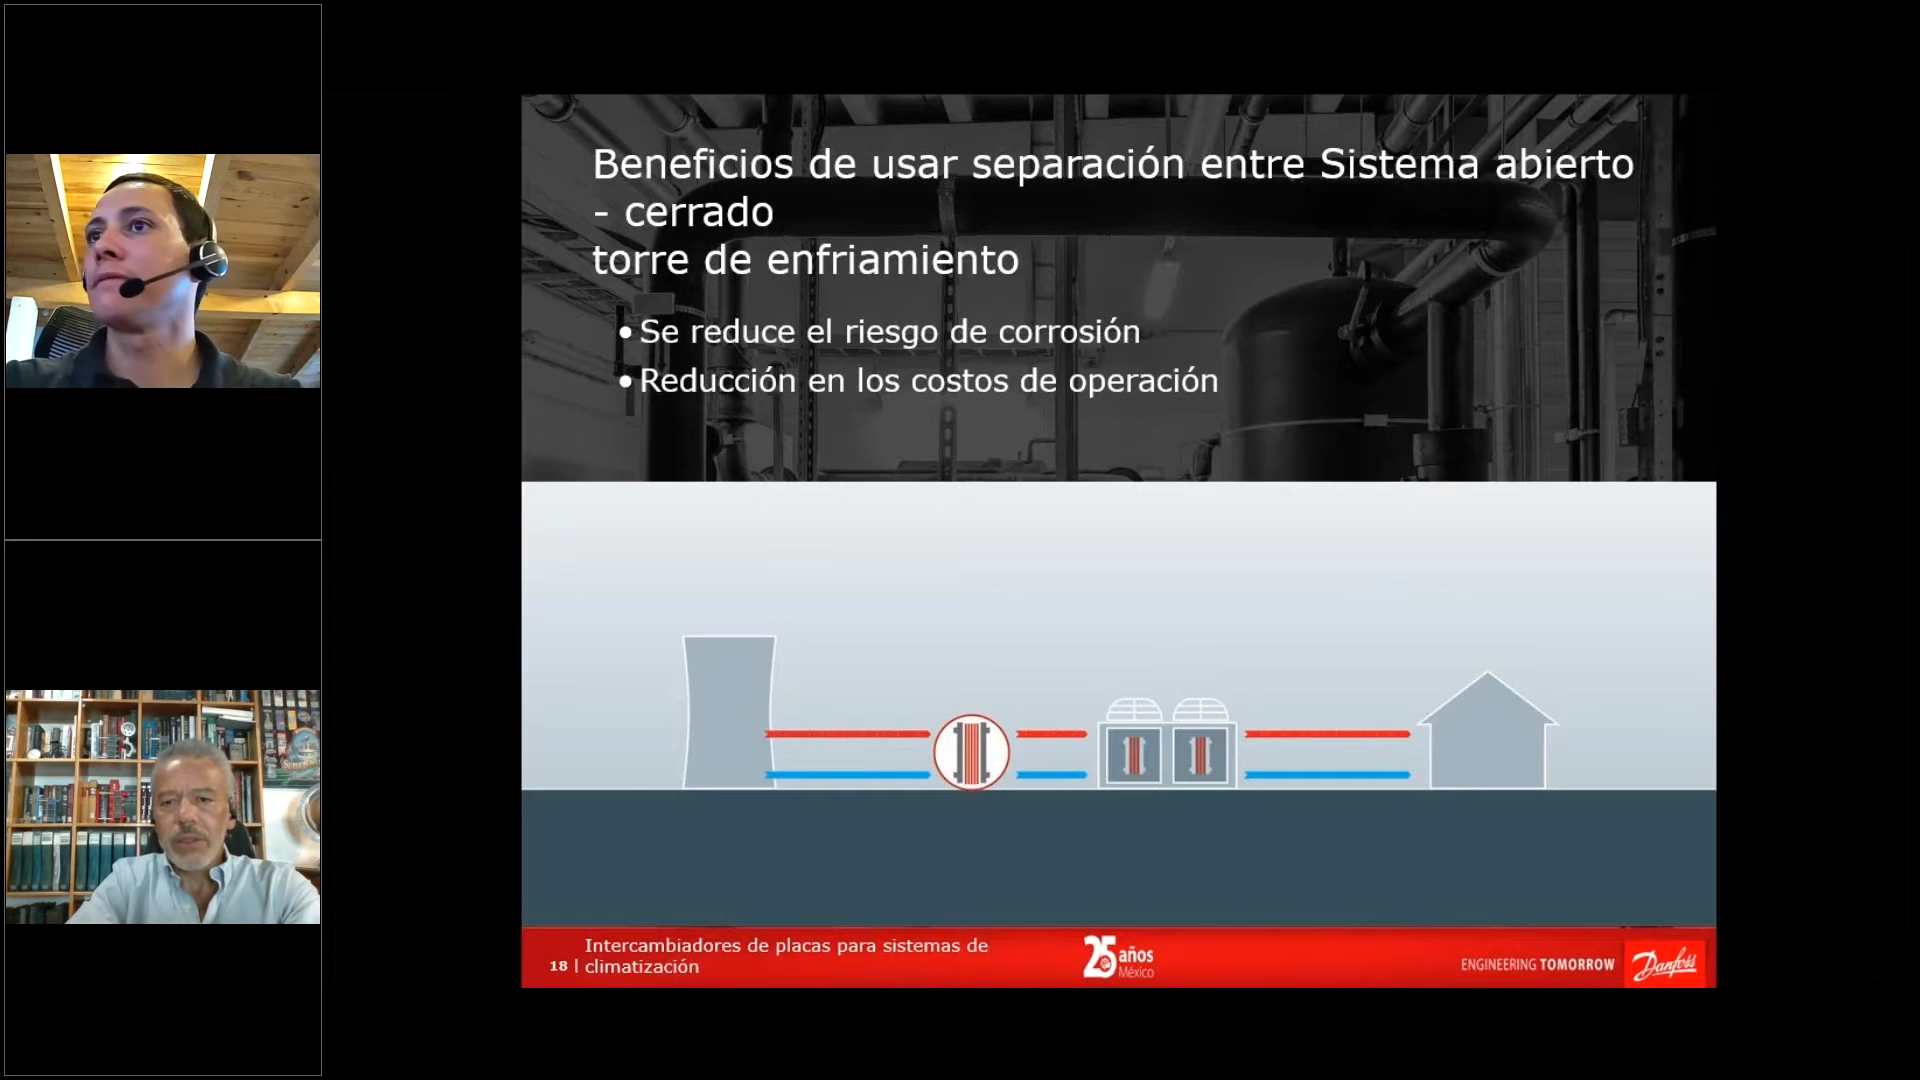 Beneficios de usar separación entre Sistema abierto
- cerrado
torre de enfriamiento
• Se reduce el riesgo de corrosión
• Reducción en los costos de operación
Intercambiadores de placas para sistemas de
18 | climatización
25 años
México
ENGINEERING TOMORROW
Danfoss